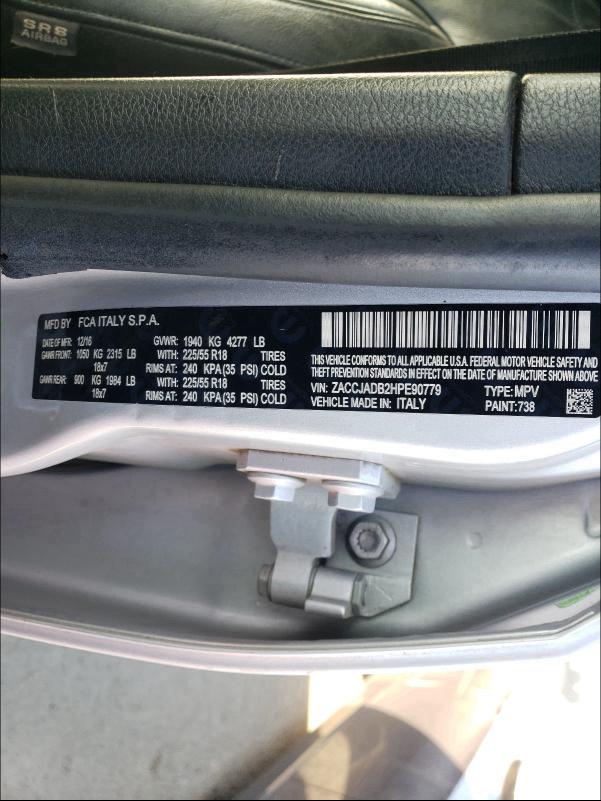 SRS
AIRBAG
MFD BY FCA ITALY S.P.A.
DATE OF MFR: 12/16 GVWR: 1940 KG 4277 LB
GAWR FRONT: 1050 KG 2315 LB WITH: 225/55 R18 TIRES
18x7 RIMS AT: 240 KPA (35 PSI) COLD
GAWR REAR: 900 KG 1984 LB WITH: 225/55 R18 TIRES
18x7 RIMS AT: 240 KPA (35 PSI) COLD
THIS VEHICLE CONFORMS TO ALL APPLICABLE U.S.A. FEDERAL MOTOR VEHICLE SAFETY AND
THEFT PREVENTION STANDARDS IN EFFECT ON THE DATE OF MANUFACTURE SHOWN ABOVE
VIN: ZACCJADB2HPE90779 TYPE: MPV
VEHICLE MADE IN: ITALY PAINT: 738